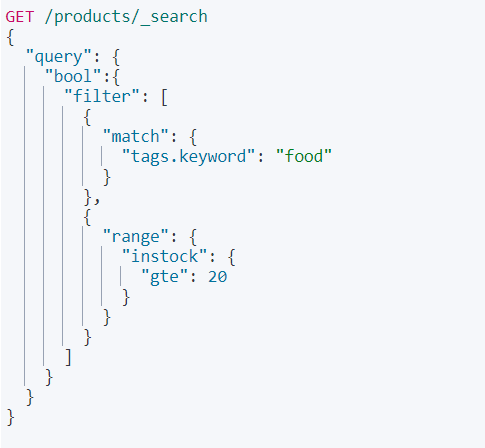 GET /products/_search
{
  "query": {
    "bool":{
      "filter": [
        {
          "match": {
            "tags.keyword": "food"
          }
        },
        {
          "range": {
            "instock": {
              "gte": 20
            }
          }
        }
      ]
    }
  }
}